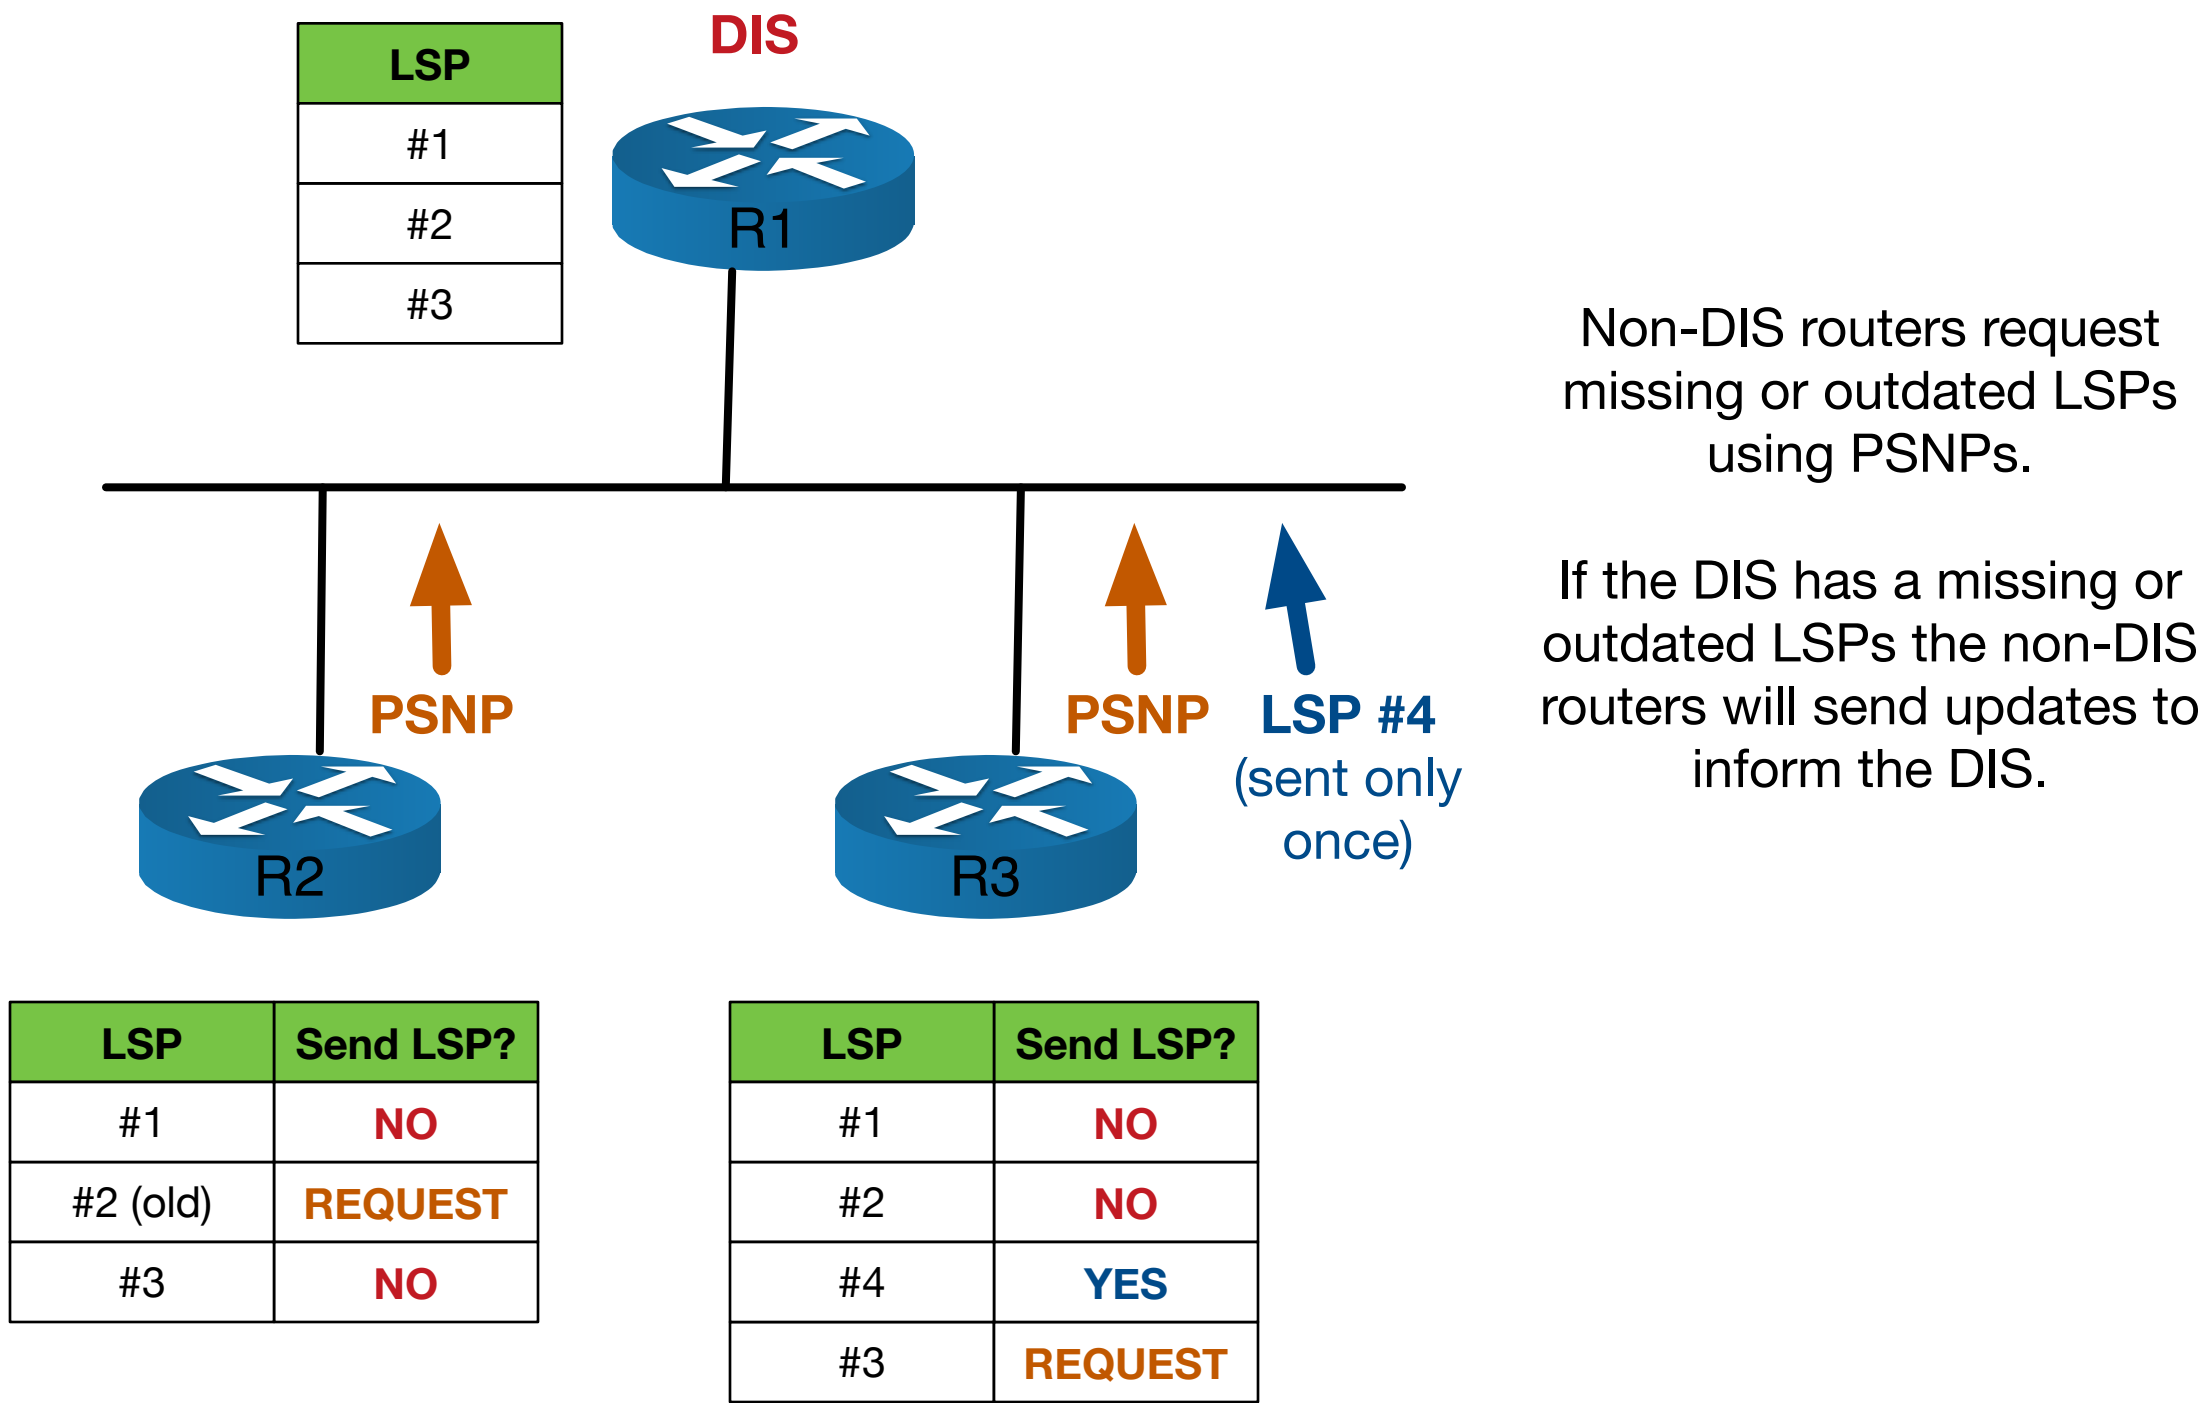 DIS
LSP
#1
#2
#3
R1
Non-DIS routers request
missing or outdated LSPs
using PSNPs.
If the DIS has a missing or
outdated LSPs the non-DIS
routers will send updates to
inform the DIS.
PSNP
PSNP
LSP #4
(sent only
once)
R2
R3
LSP Send LSP?
#1 NO
#2 (old) REQUEST
#3 NO
LSP Send LSP?
#1 NO
#2 NO
#4 YES
#3 REQUEST